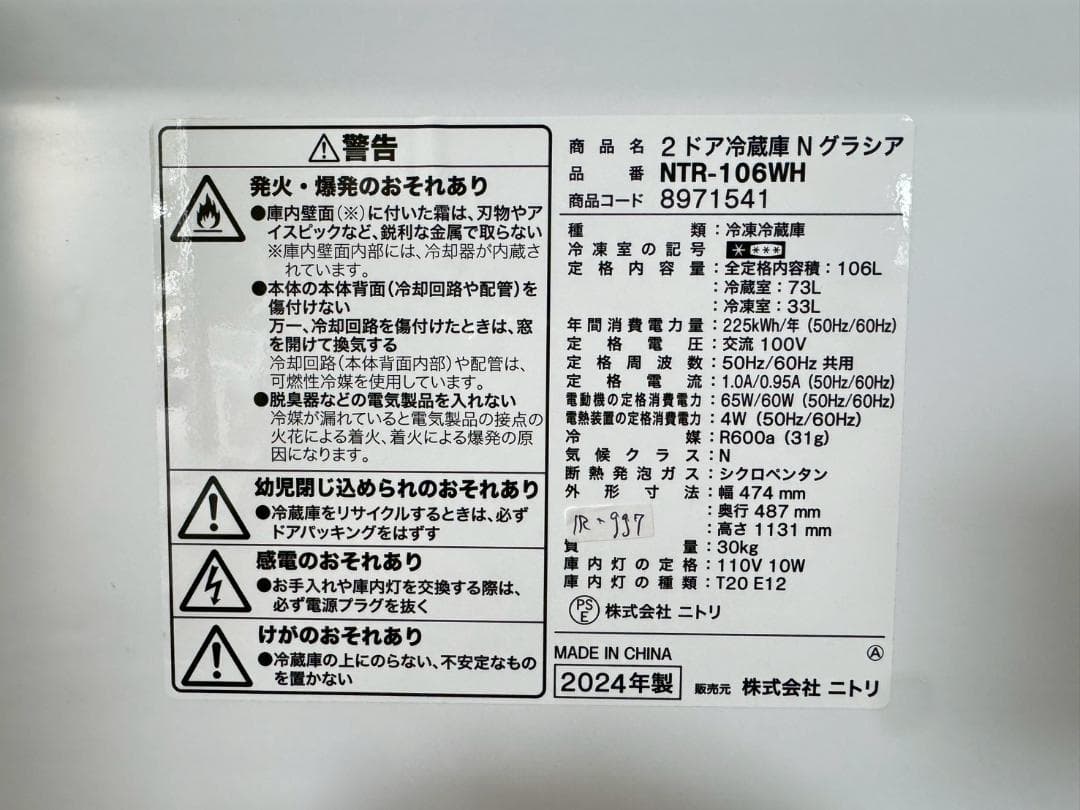 警告
発火・爆発のおそれあり
●庫内壁面(※)に付いた霜は、刃物やア
イスピックなど、鋭利な金属で取らない
※庫内壁面内部には、冷却器が内蔵さ
れています。
●本体の本体背面(冷却回路や配管)を
傷付けない
万一、冷却回路を傷付けたときは、窓
を開けて換気する
冷却回路(本体背面内部)や配管は、
可燃性冷媒を使用しています。
●脱臭器などの電気製品を入れない
冷媒が漏れていると電気製品の接点の
火花による着火、着火による爆発の原
因になります。
幼児閉じ込められのおそれあり
●冷蔵庫をリサイクルするときは、必ず
ドアパッキングをはずす
感電のおそれあり
●お手入れや庫内灯を交換する際は、
必ず電源プラグを抜く
けがのおそれあり
●冷蔵庫の上にのらない、不安定なもの
を置かない
商品名 2ドア冷蔵庫 N グラシア
品番 NTR-106WH
商品コード 8971541
種類：冷凍冷蔵庫
冷凍室の記号 * ***
定格内容量：全定格内容積：106L
：冷蔵室：73L
：冷凍室：33L
年間消費電力量：225kWh/年 (50Hz/60Hz)
定格電圧：交流 100V
定格周波数：50Hz/60Hz 共用
定格電流：1.0A/0.95A (50Hz/60Hz)
電動機の定格消費電力：65W/60W (50Hz/60Hz)
電熱装置の定格消費電力：4W (50Hz/60Hz)
冷媒：R600a (31g)
気候クラス：N
断熱発泡ガス：シクロペンタン
外形寸法：幅 474 mm
：奥行 487 mm
：高さ 1131 mm
質量：30kg
庫内灯の定格：110V 10W
庫内灯の種類：T20 E12
PS
E 株式会社 ニトリ
MADE IN CHINA Ⓐ
2024年製 販売元 株式会社 ニトリ